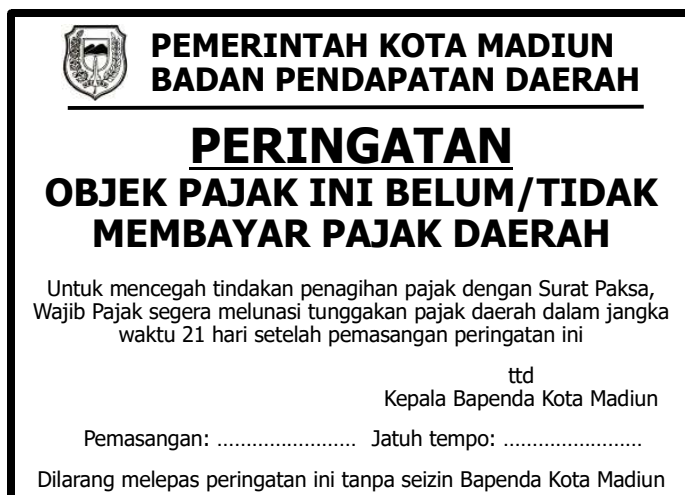 PEMERINTAH KOTA MADIUN
BADAN PENDAPATAN DAERAH
PERINGATAN
OBJEK PAJAK INI BELUM/TIDAK
MEMBAYAR PAJAK DAERAH
Untuk mencegah tindakan penagihan pajak dengan Surat Paksa,
Wajib Pajak segera melunasi tunggakan pajak daerah dalam jangka
waktu 21 hari setelah pemasangan peringatan ini
ttd
Kepala Bapenda Kota Madiun
Pemasangan: ........................ Jatuh tempo: ........................
Dilarang melepas peringatan ini tanpa seizin Bapenda Kota Madiun